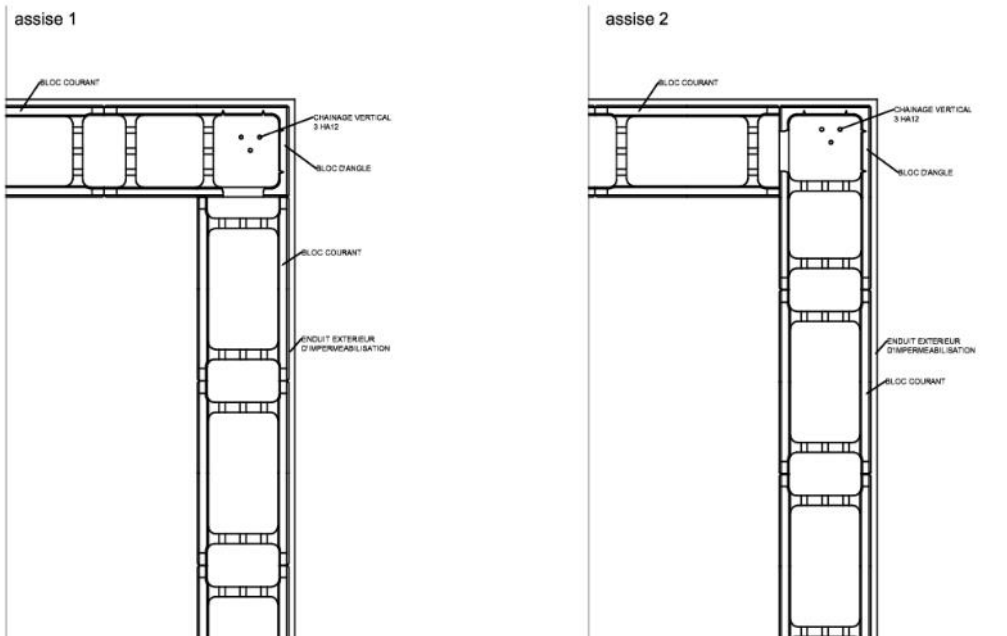 assise 1
BLOC COURANT
CHAINAGE VERTICAL
3 HA12
BLOC D'ANGLE
BLOC COURANT
ENDUIT EXTERIEUR
D'IMPERMEABILISATION
assise 2
BLOC COURANT
CHAINAGE VERTICAL
3 HA12
BLOC D'ANGLE
ENDUIT EXTERIEUR
D'IMPERMEABILISATION
BLOC COURANT